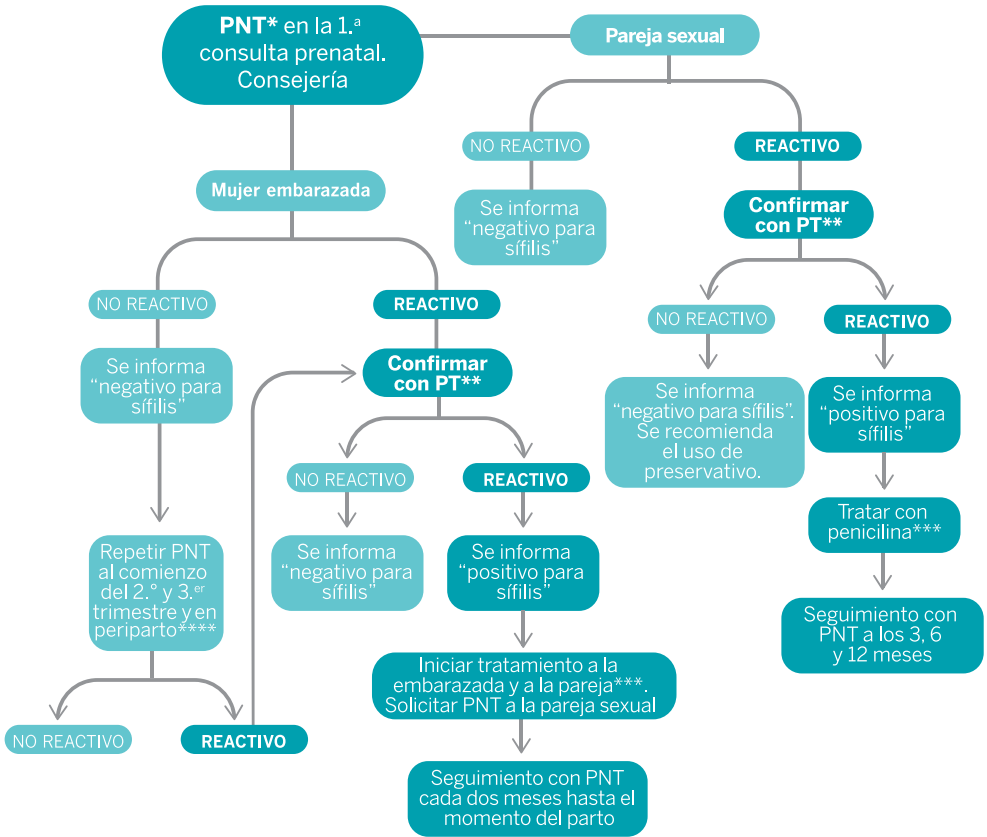 PNT* en la 1.ª
consulta prenatal.
Consejería
Pareja sexual
NO REACTIVO
REACTIVO
Mujer embarazada
Se informa
“negativo para
sífilis”
Confirmar
con PT**
NO REACTIVO
REACTIVO
NO REACTIVO
REACTIVO
Se informa
“negativo para
sífilis”
Confirmar
con PT**
Se informa
“negativo para sífilis”.
Se recomienda
el uso de
preservativo.
Se informa
“positivo para
sífilis”
NO REACTIVO
REACTIVO
Tratar con
penicilina***
Repetir PNT
al comienzo
del 2.° y 3.er
trimestre y en
periparto****
Se informa
“negativo para
sífilis”
Se informa
“positivo para
sífilis”
Seguimiento con
PNT a los 3, 6
y 12 meses
Iniciar tratamiento a la
embarazada y a la pareja***.
Solicitar PNT a la pareja sexual
NO REACTIVO
REACTIVO
Seguimiento con PNT
cada dos meses hasta el
momento del parto